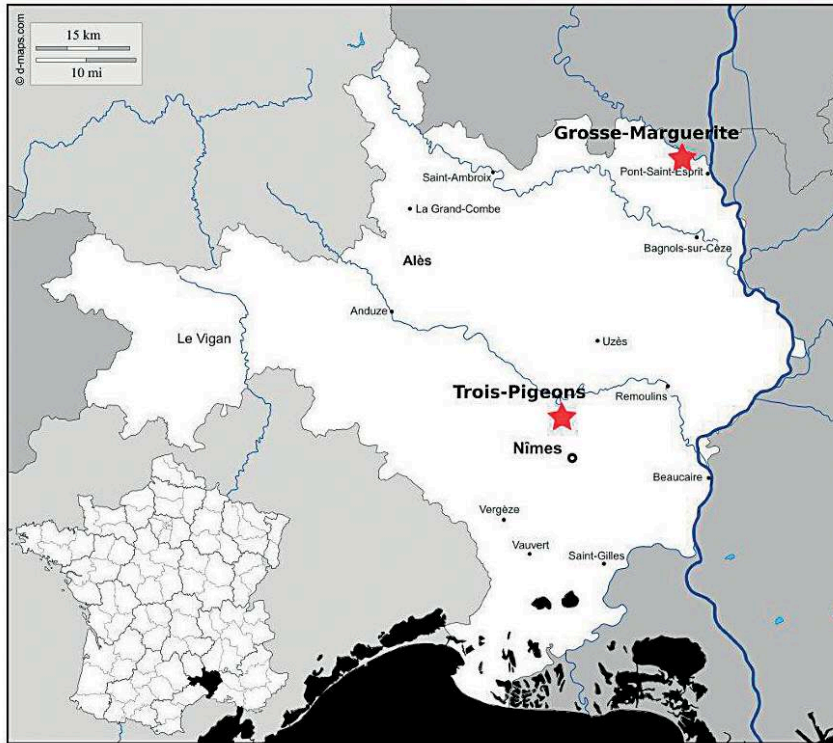 © d-maps.com
15 km
10 mi
Grosse-Marguerite
Pont-Saint-Esprit
Saint-Ambroix
La Grand-Combe
Bagnols-sur-Cèze
Alès
Anduze
Le Vigan
Uzès
Trois-Pigeons
Remoulins
Nîmes
Beaucaire
Vergèze
Vauvert
Saint-Gilles